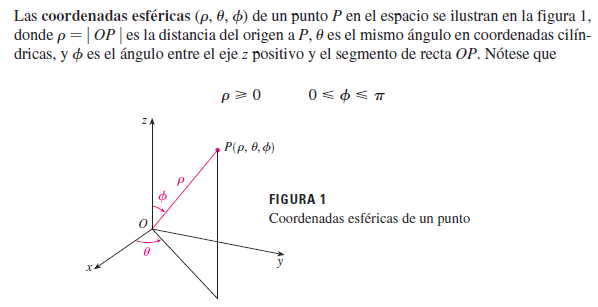 Las coordenadas esféricas (ρ, θ, ϕ) de un punto P en el espacio se ilustran en la figura 1,
donde ρ = | OP | es la distancia del origen a P, θ es el mismo ángulo en coordenadas cilín-
dricas, y ϕ es el ángulo entre el eje z positivo y el segmento de recta OP. Nótese que
ρ ⩾ 0 0 ⩽ ϕ ⩽ π
z
P(ρ, θ, ϕ)
ρ
ϕ
FIGURA 1
Coordenadas esféricas de un punto
O
θ
x
y